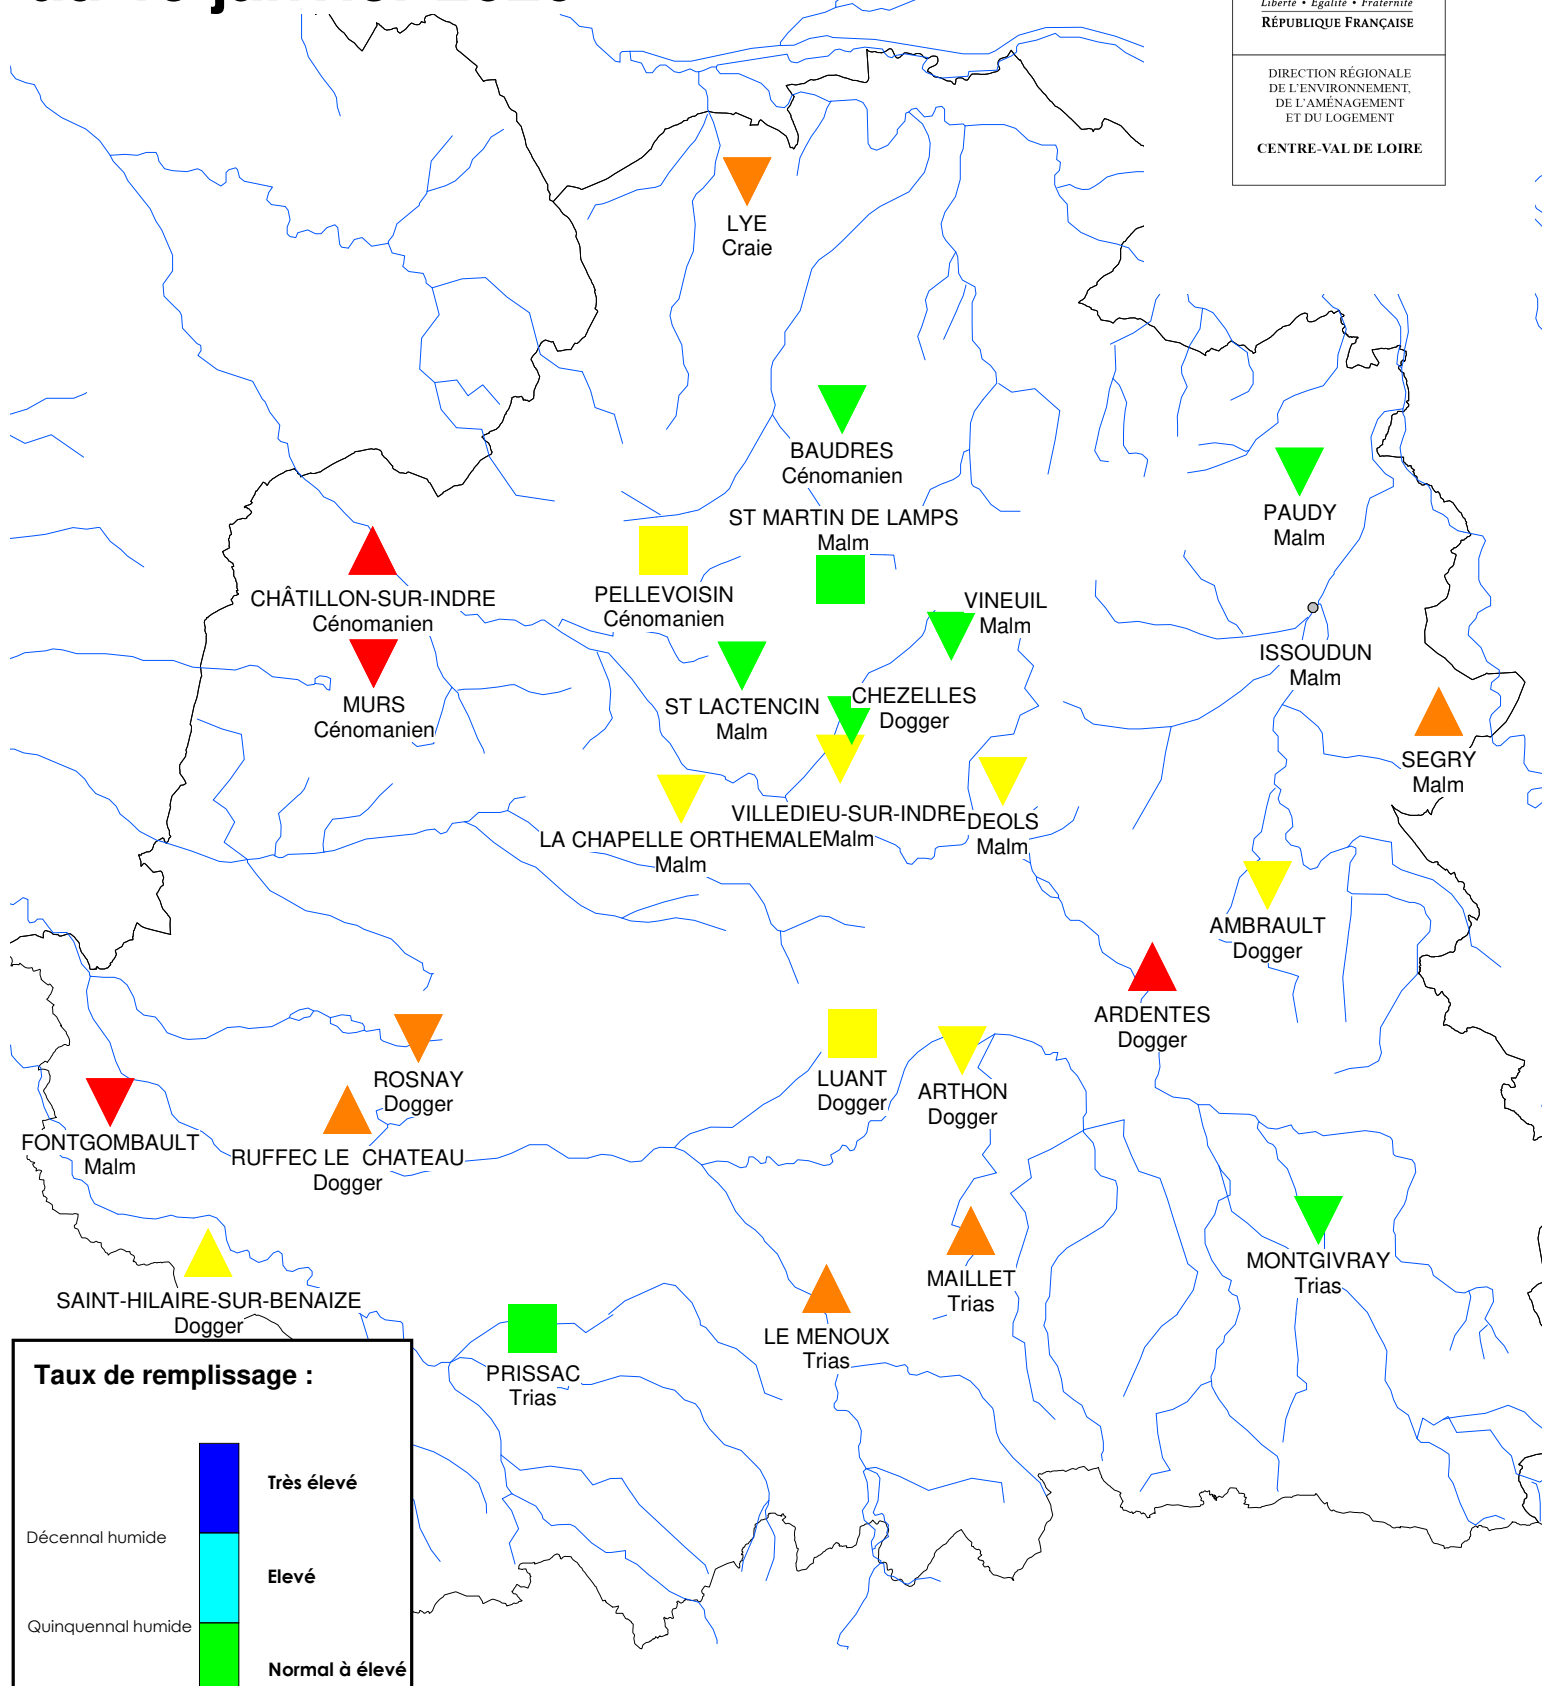 Liberté • Égalité • Fraternité
RÉPUBLIQUE FRANÇAISE
DIRECTION RÉGIONALE
DE L'ENVIRONNEMENT,
DE L'AMÉNAGEMENT
ET DU LOGEMENT
CENTRE-VAL DE LOIRE
LYE
Craie
BAUDRES
Cénomanien
ST MARTIN DE LAMPS
Malm
PAUDY
Malm
CHÂTILLON-SUR-INDRE
Cénomanien
PELLEVOISIN
Cénomanien
VINEUIL
Malm
ISSOUDUN
Malm
MURS
Cénomanien
ST LACTENCIN
Malm
CHEZELLES
Dogger
SEGRY
Malm
VILLEDIEU-SUR-INDRE
Malm
DEOLS
Malm
LA CHAPELLE ORTHEMALE
Malm
AMBRAULT
Dogger
ARDENTES
Dogger
ROSNAY
Dogger
LUANT
Dogger
ARTHON
Dogger
FONTGOMBAULT
Malm
RUFFEC LE  CHATEAU
Dogger
MONTGIVRAY
Trias
MAILLET
Trias
SAINT-HILAIRE-SUR-BENAIZE
Dogger
LE MENOUX
Trias
PRISSAC
Trias
Taux de remplissage :
Très élevé
Décennal humide
Elevé
Quinquennal humide
Normal à élevé